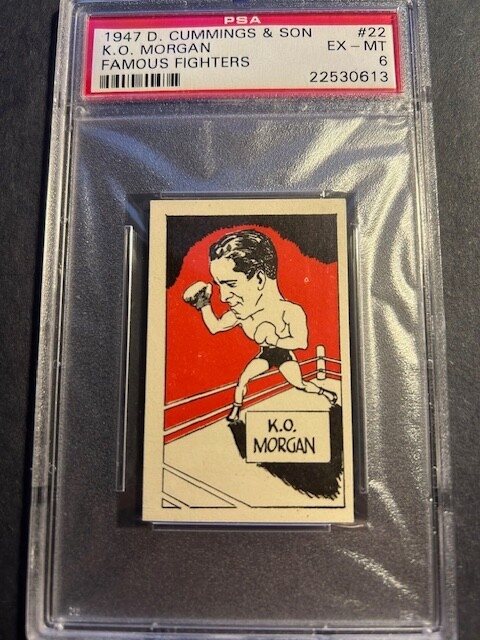 PSA
1947 D. CUMMINGS & SON #22
K.O. MORGAN EX - MT
FAMOUS FIGHTERS 6
22530613
K.O.
MORGAN